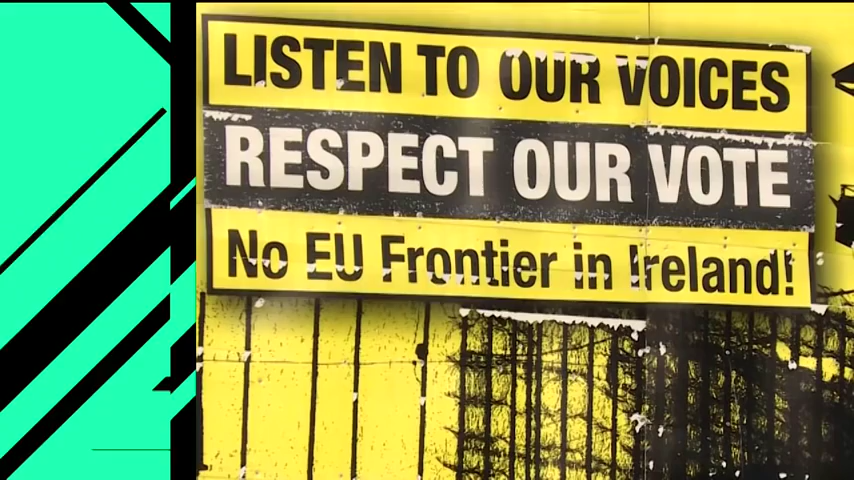 LISTEN TO OUR VOICES
RESPECT OUR VOTE
No EU Frontier in Ireland!